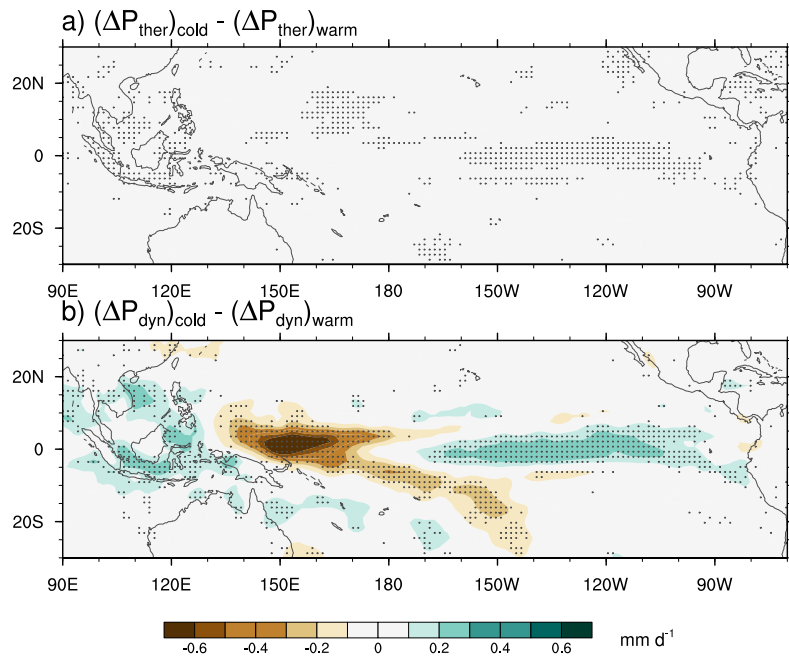 a) (ΔPther)cold - (ΔPther)warm
20N
0
20S
90E 120E 150E 180 150W 120W 90W
b) (ΔPdyn)cold - (ΔPdyn)warm
20N
0
20S
90E 120E 150E 180 150W 120W 90W
-0.6 -0.4 -0.2 0 0.2 0.4 0.6 mm d-1